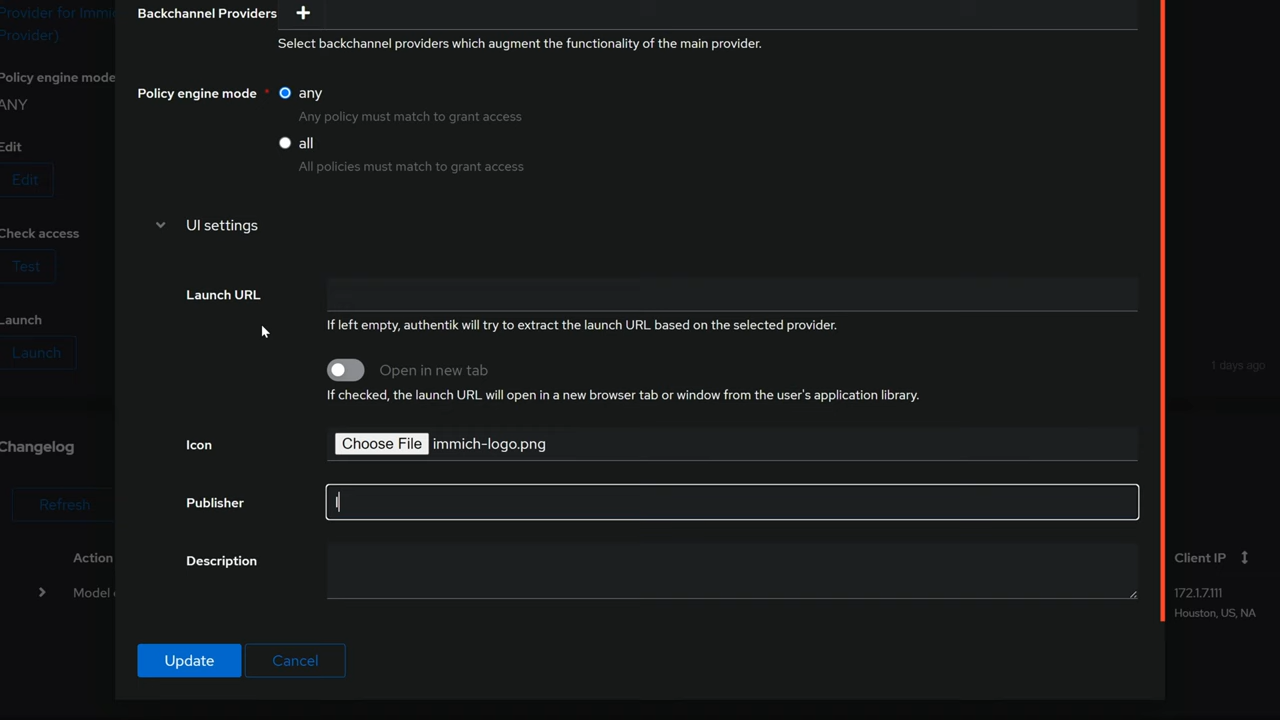 Provider for Immi
Provider)
Policy engine mode
ANY
Edit
Edit
Check access
Test
Launch
Launch
Changelog
Refresh
Action
Model
Backchannel Providers
Select backchannel providers which augment the functionality of the main provider.
Policy engine mode *
any
Any policy must match to grant access
all
All policies must match to grant access
UI settings
Launch URL
If left empty, authentik will try to extract the launch URL based on the selected provider.
Open in new tab
If checked, the launch URL will open in a new browser tab or window from the user's application library.
Icon
Choose File immich-logo.png
Publisher
I
Description
Update
Cancel
1 days ago
Client IP
172.1.7.111
Houston, US, NA